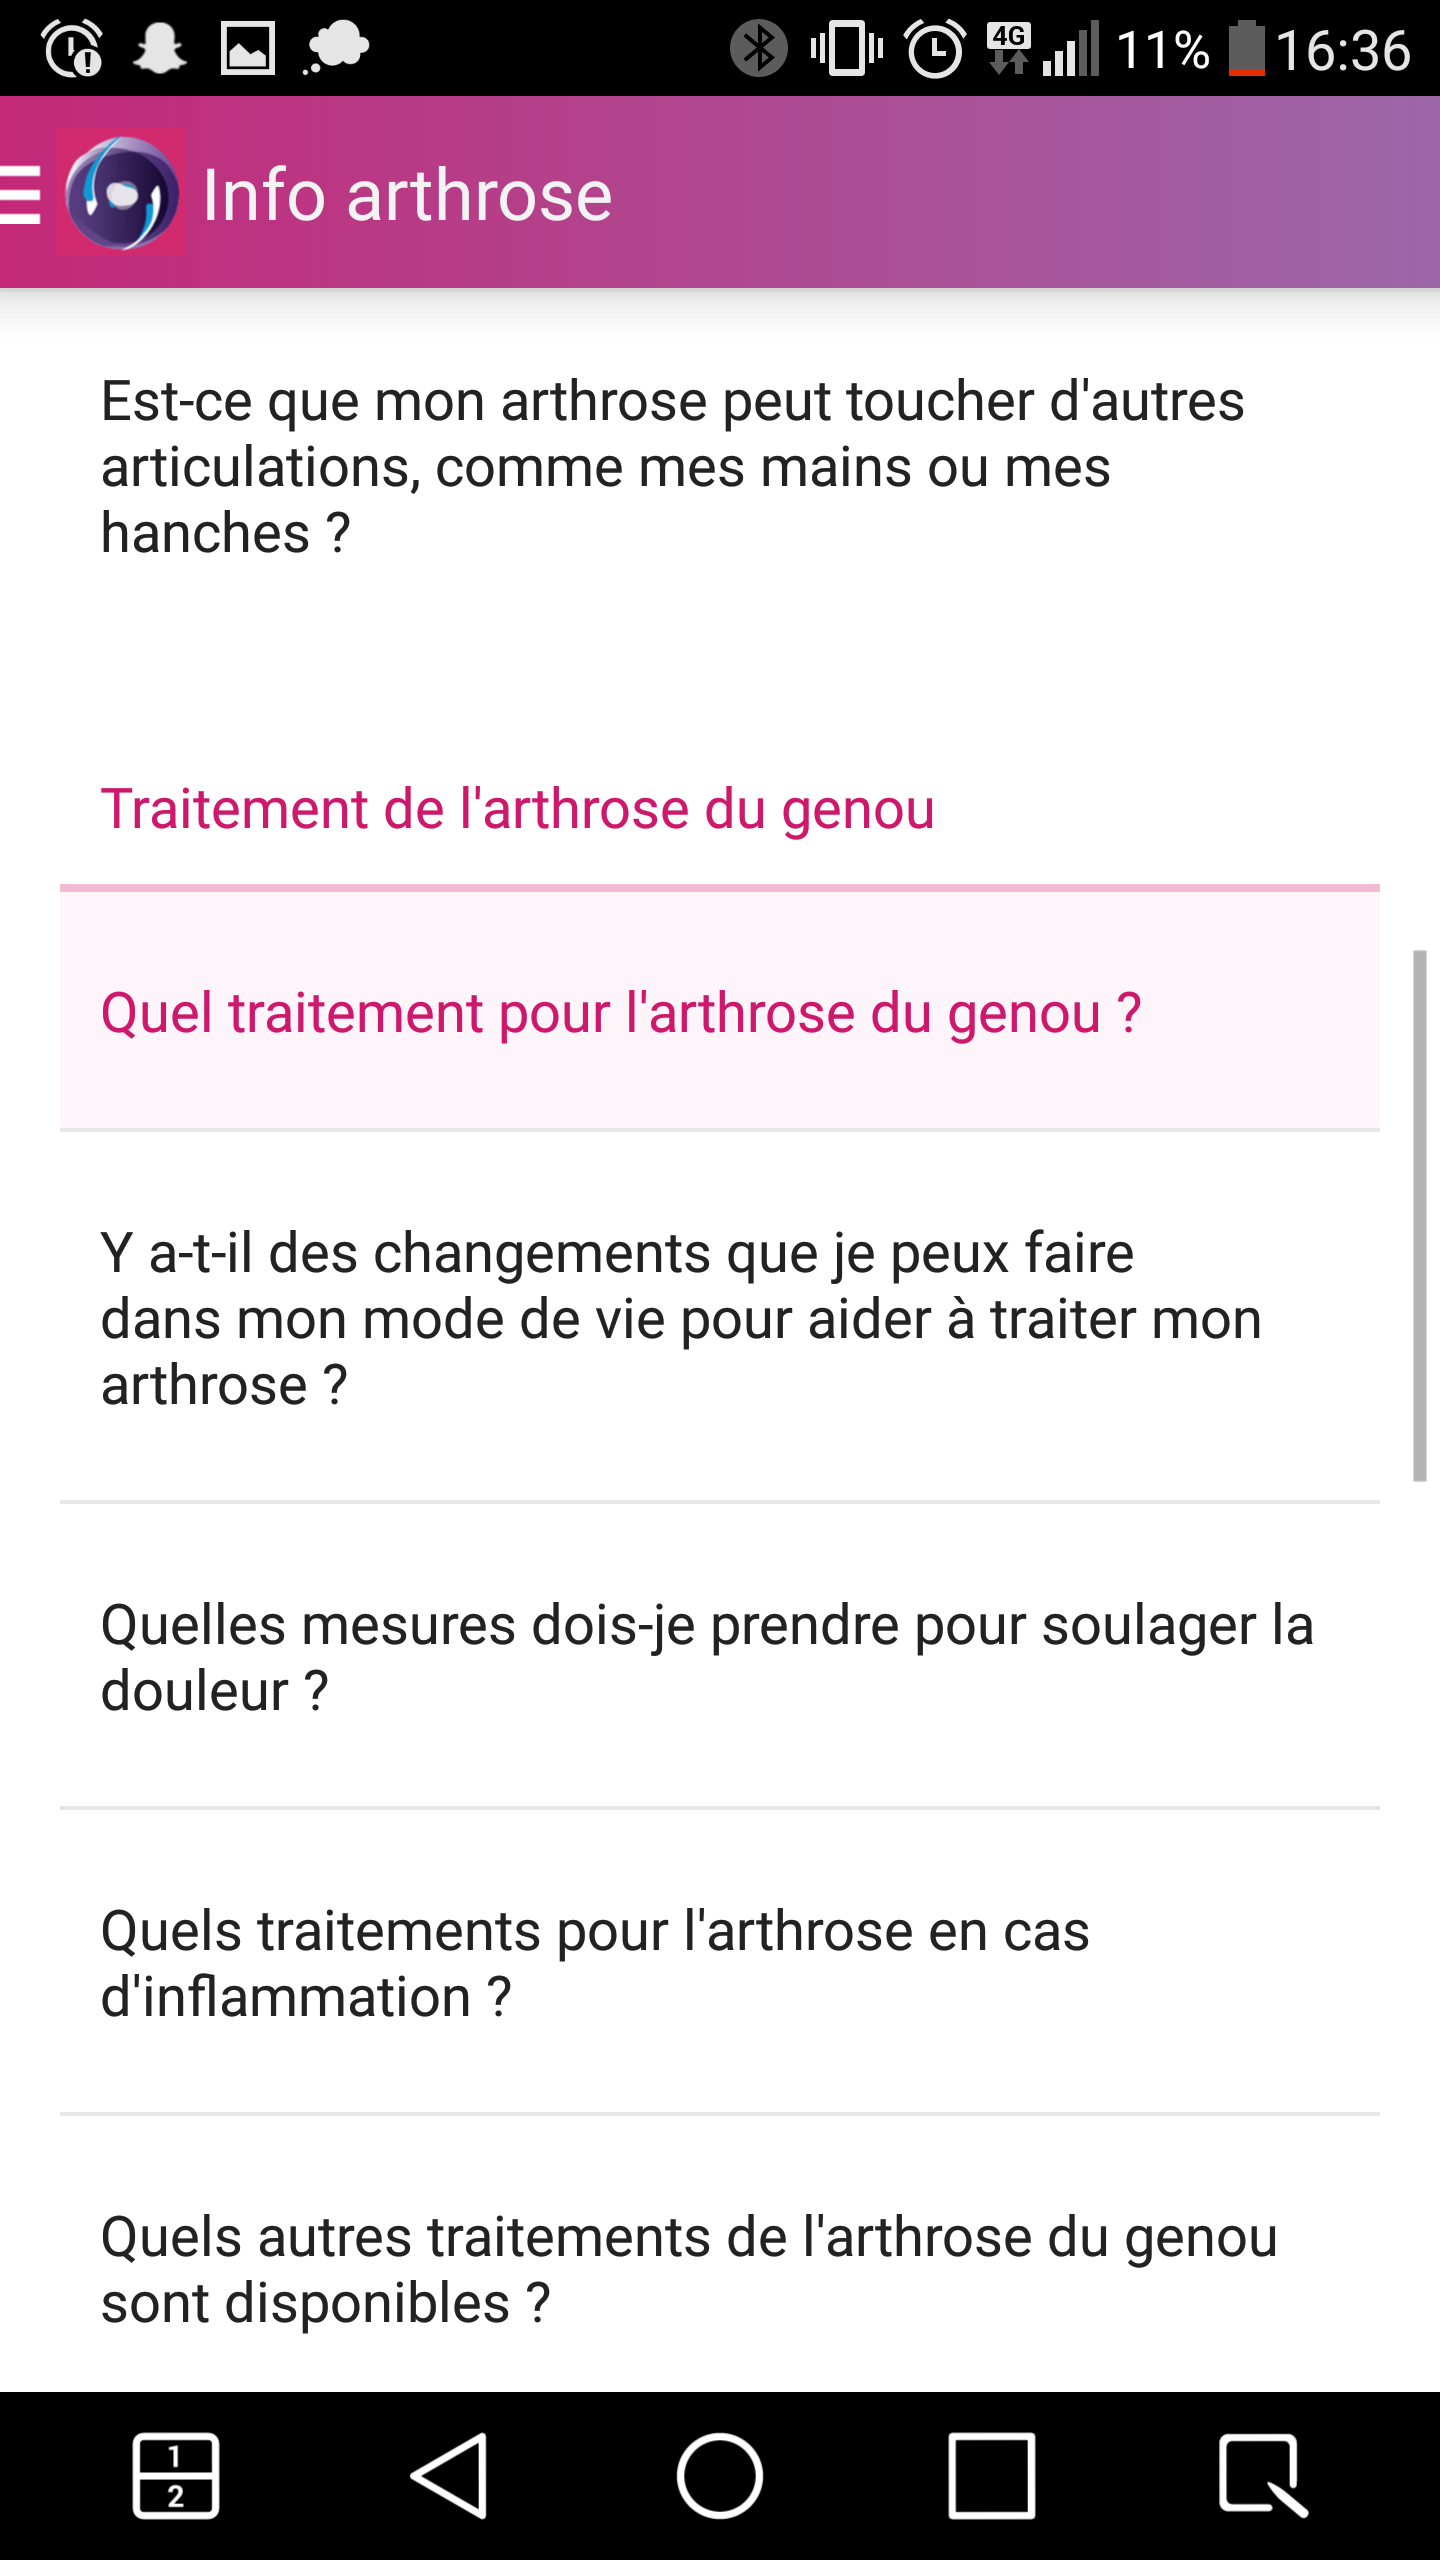 4G 11% 16:36
Info arthrose
Est-ce que mon arthrose peut toucher d'autres
articulations, comme mes mains ou mes
hanches ?
Traitement de l'arthrose du genou
Quel traitement pour l'arthrose du genou ?
Y a-t-il des changements que je peux faire
dans mon mode de vie pour aider à traiter mon
arthrose ?
Quelles mesures dois-je prendre pour soulager la
douleur ?
Quels traitements pour l'arthrose en cas
d'inflammation ?
Quels autres traitements de l'arthrose du genou
sont disponibles ?
1
2